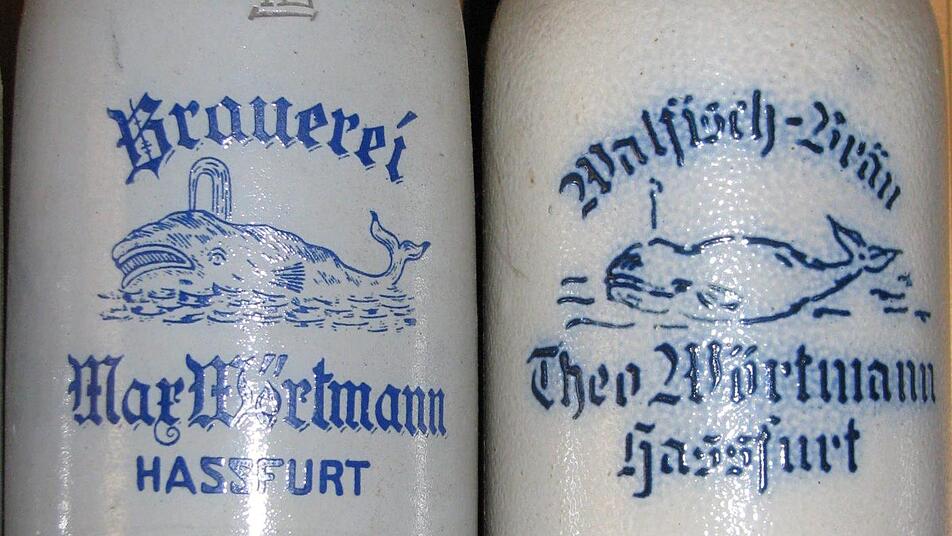 Brauerei
Max Wörtmann
HASSFURT
Walfisch-Bräu
Theo Wörtmann
Hassfurt